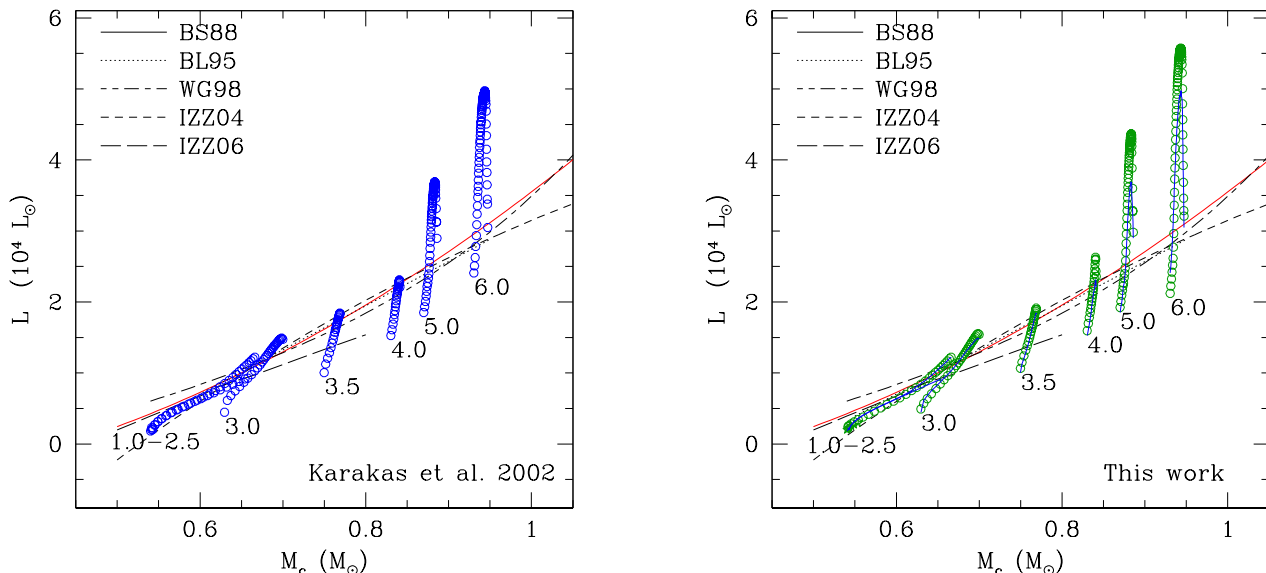 6
BS88
BL95
WG98
IZZ04
IZZ06
4
L (10⁴ L☉)
2
6.0
5.0
4.0
3.5
3.0
1.0−2.5
0
Karakas et al. 2002
0.6
0.8
1
M_c (M☉)
6
BS88
BL95
WG98
IZZ04
IZZ06
4
L (10⁴ L☉)
2
6.0
5.0
4.0
3.5
3.0
1.0−2.5
0
This work
0.6
0.8
1
M_c (M☉)